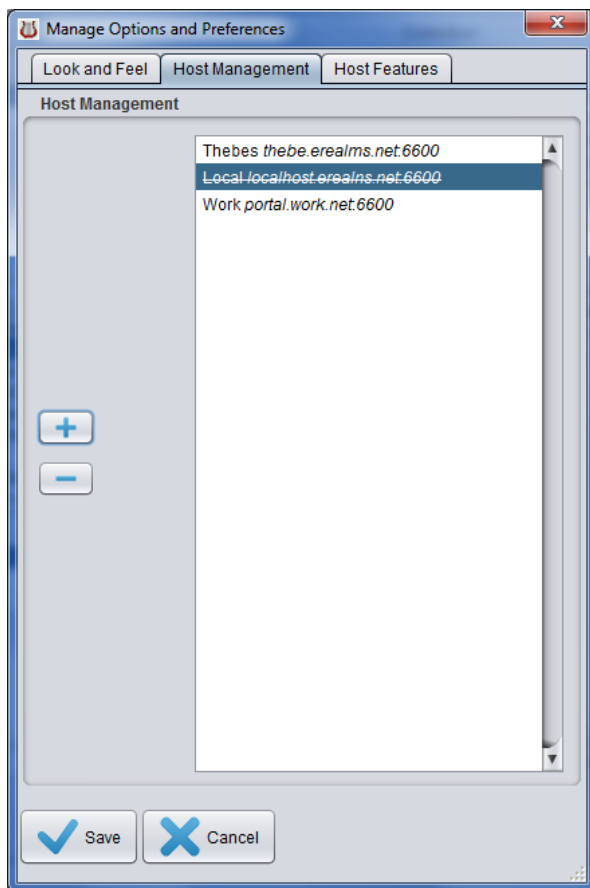 Manage Options and Preferences
Look and Feel Host Management Host Features
Host Management
Thebes thebe.erealms.net:6600
Local localhost.erealns.net:6600
Work portal.work.net:6600
Save Cancel